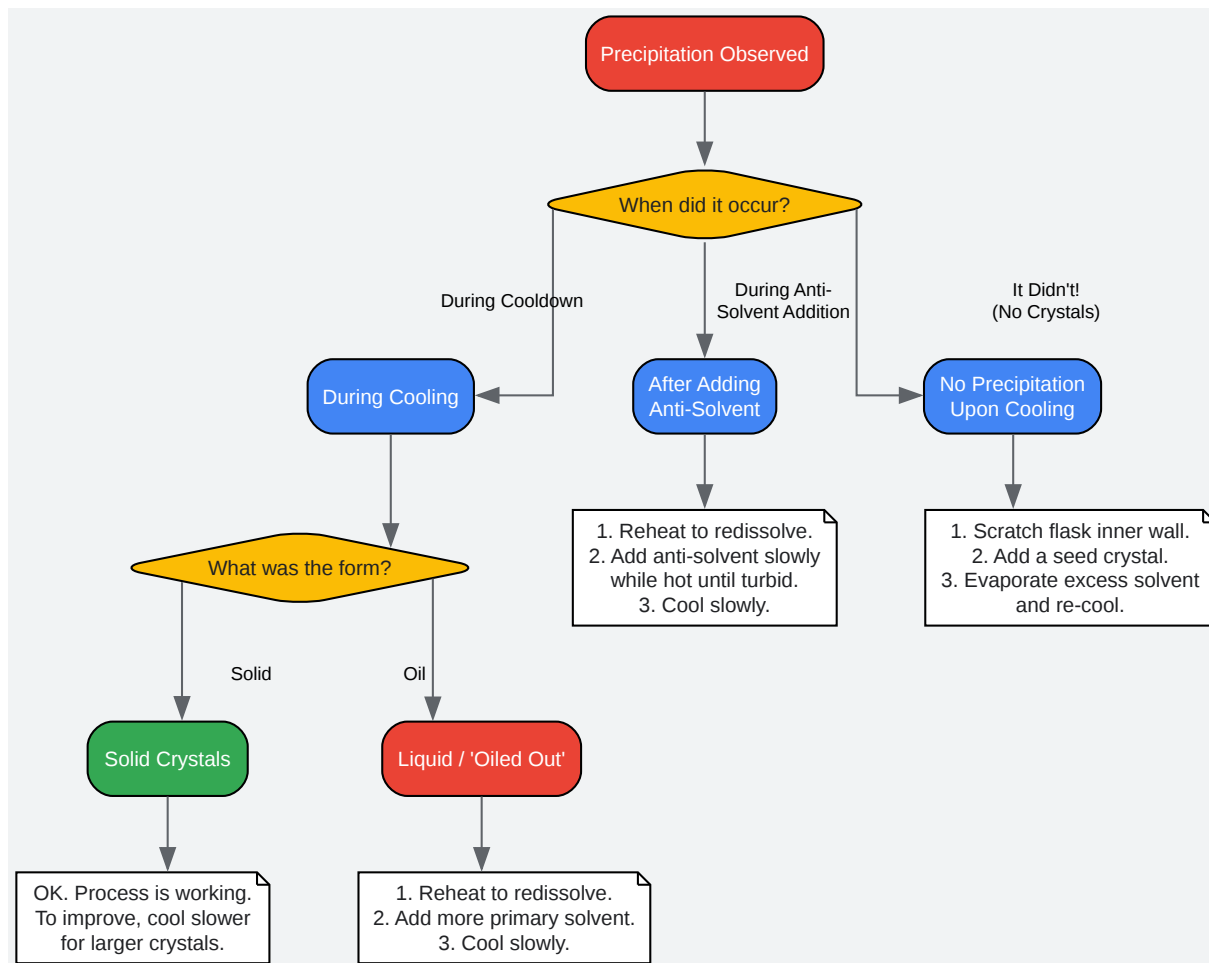 Precipitation Observed
When did it occur?
During Cooldown
During Anti-
Solvent Addition
It Didn't!
(No Crystals)
During Cooling
After Adding
Anti-Solvent
No Precipitation
Upon Cooling
1. Reheat to redissolve.
2. Add anti-solvent slowly
while hot until turbid.
3. Cool slowly.
1. Scratch flask inner wall.
2. Add a seed crystal.
3. Evaporate excess solvent
and re-cool.
What was the form?
Solid
Oil
Solid Crystals
Liquid / 'Oiled Out'
OK. Process is working.
To improve, cool slower
for larger crystals.
1. Reheat to redissolve.
2. Add more primary solvent.
3. Cool slowly.